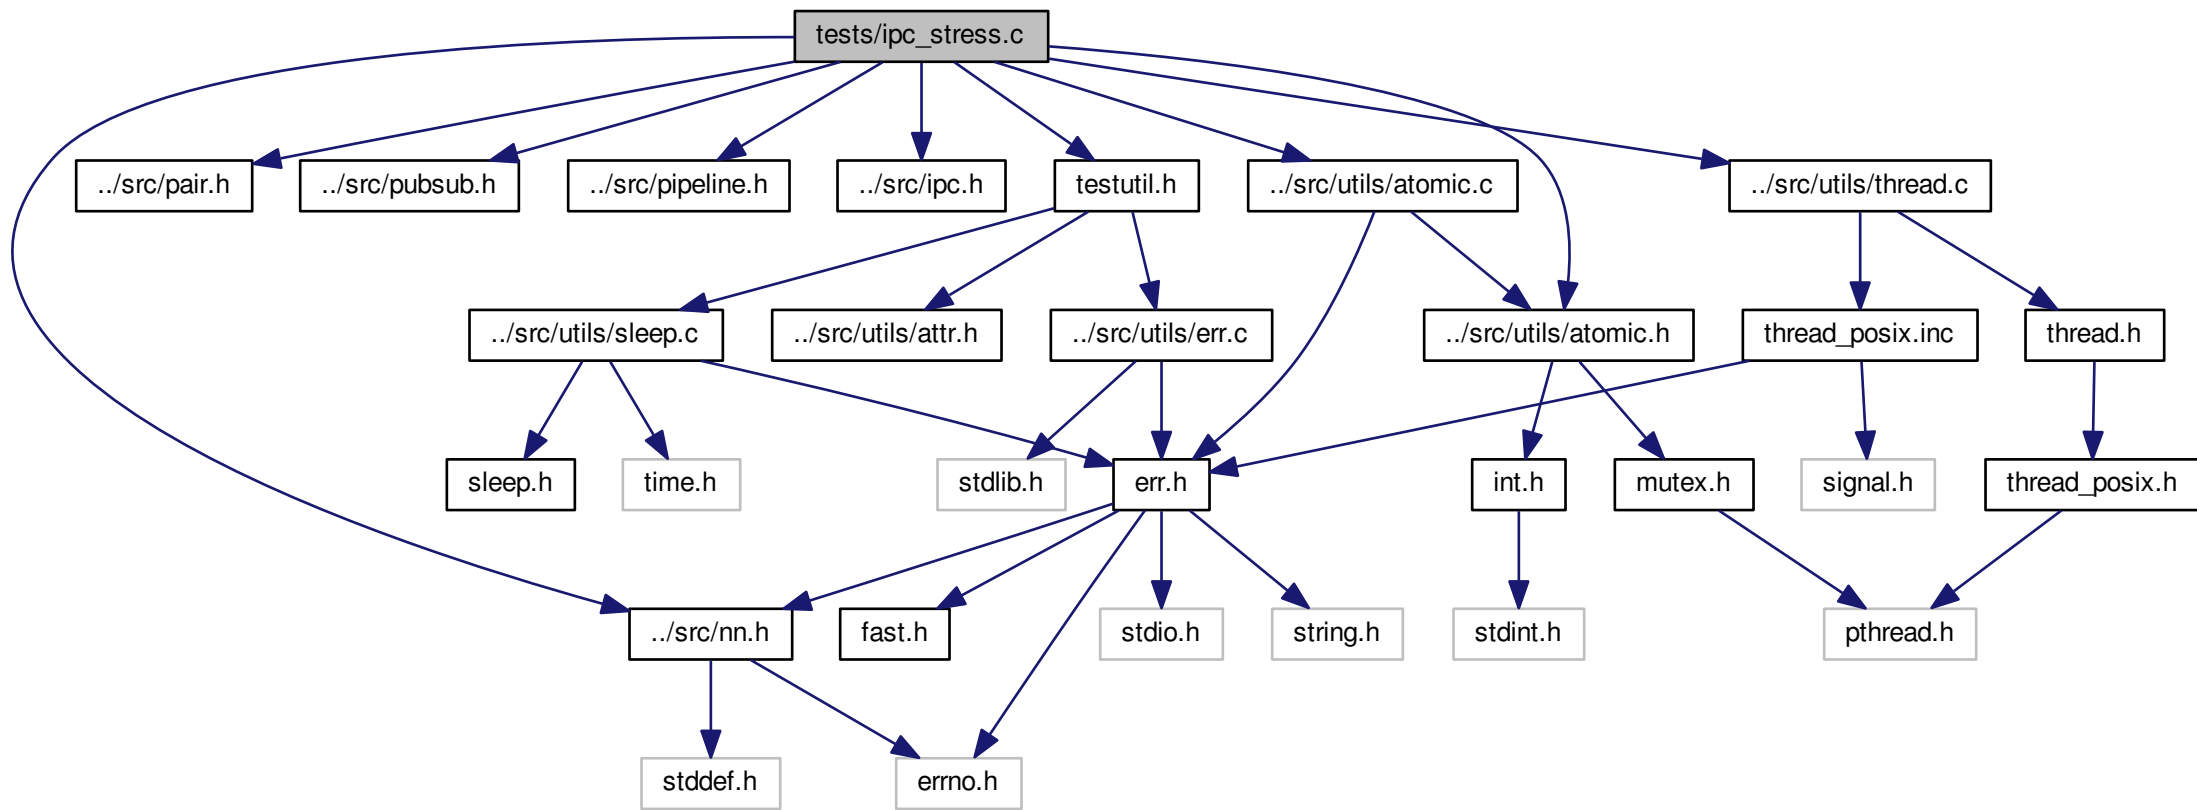 tests/ipc_stress.c
../src/pair.h
../src/pubsub.h
../src/pipeline.h
../src/ipc.h
testutil.h
../src/utils/atomic.c
../src/utils/thread.c
../src/utils/sleep.c
../src/utils/attr.h
../src/utils/err.c
../src/utils/atomic.h
thread_posix.inc
thread.h
sleep.h
time.h
stdlib.h
err.h
int.h
mutex.h
signal.h
thread_posix.h
../src/nn.h
fast.h
stdio.h
string.h
stdint.h
pthread.h
stddef.h
errno.h